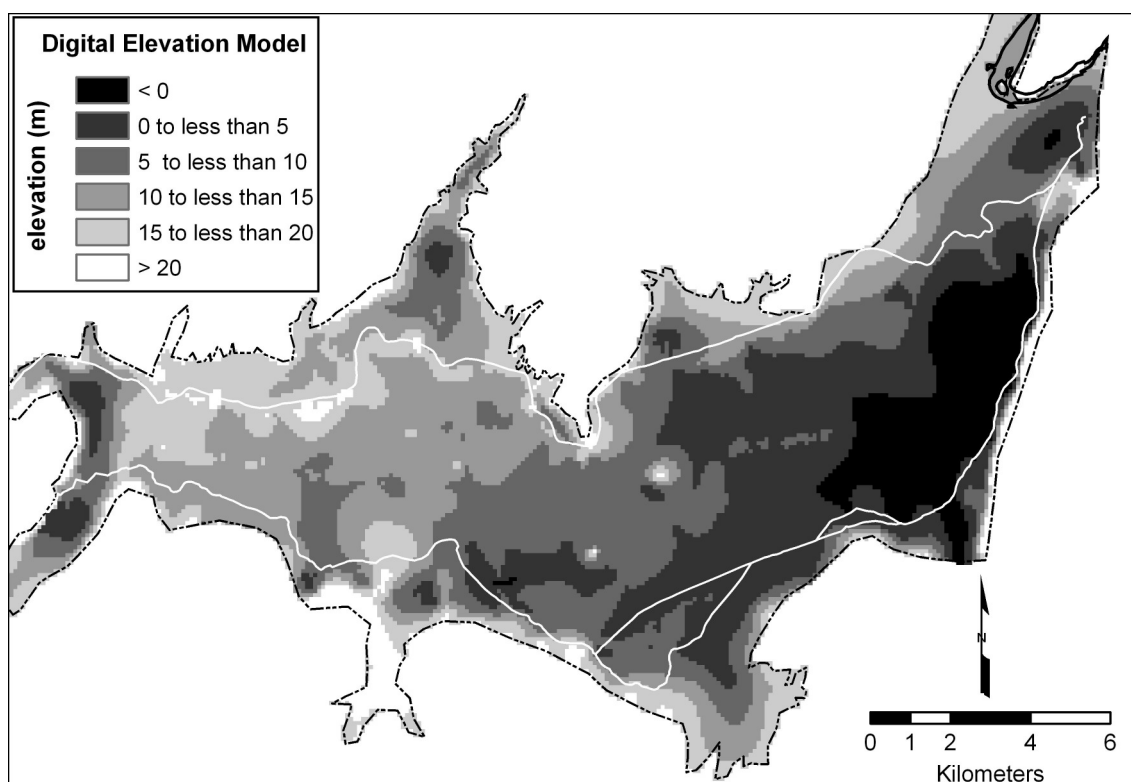 Digital Elevation Model
elevation (m)
< 0
0 to less than 5
5 to less than 10
10 to less than 15
15 to less than 20
> 20
N
0 1 2 4 6
Kilometers